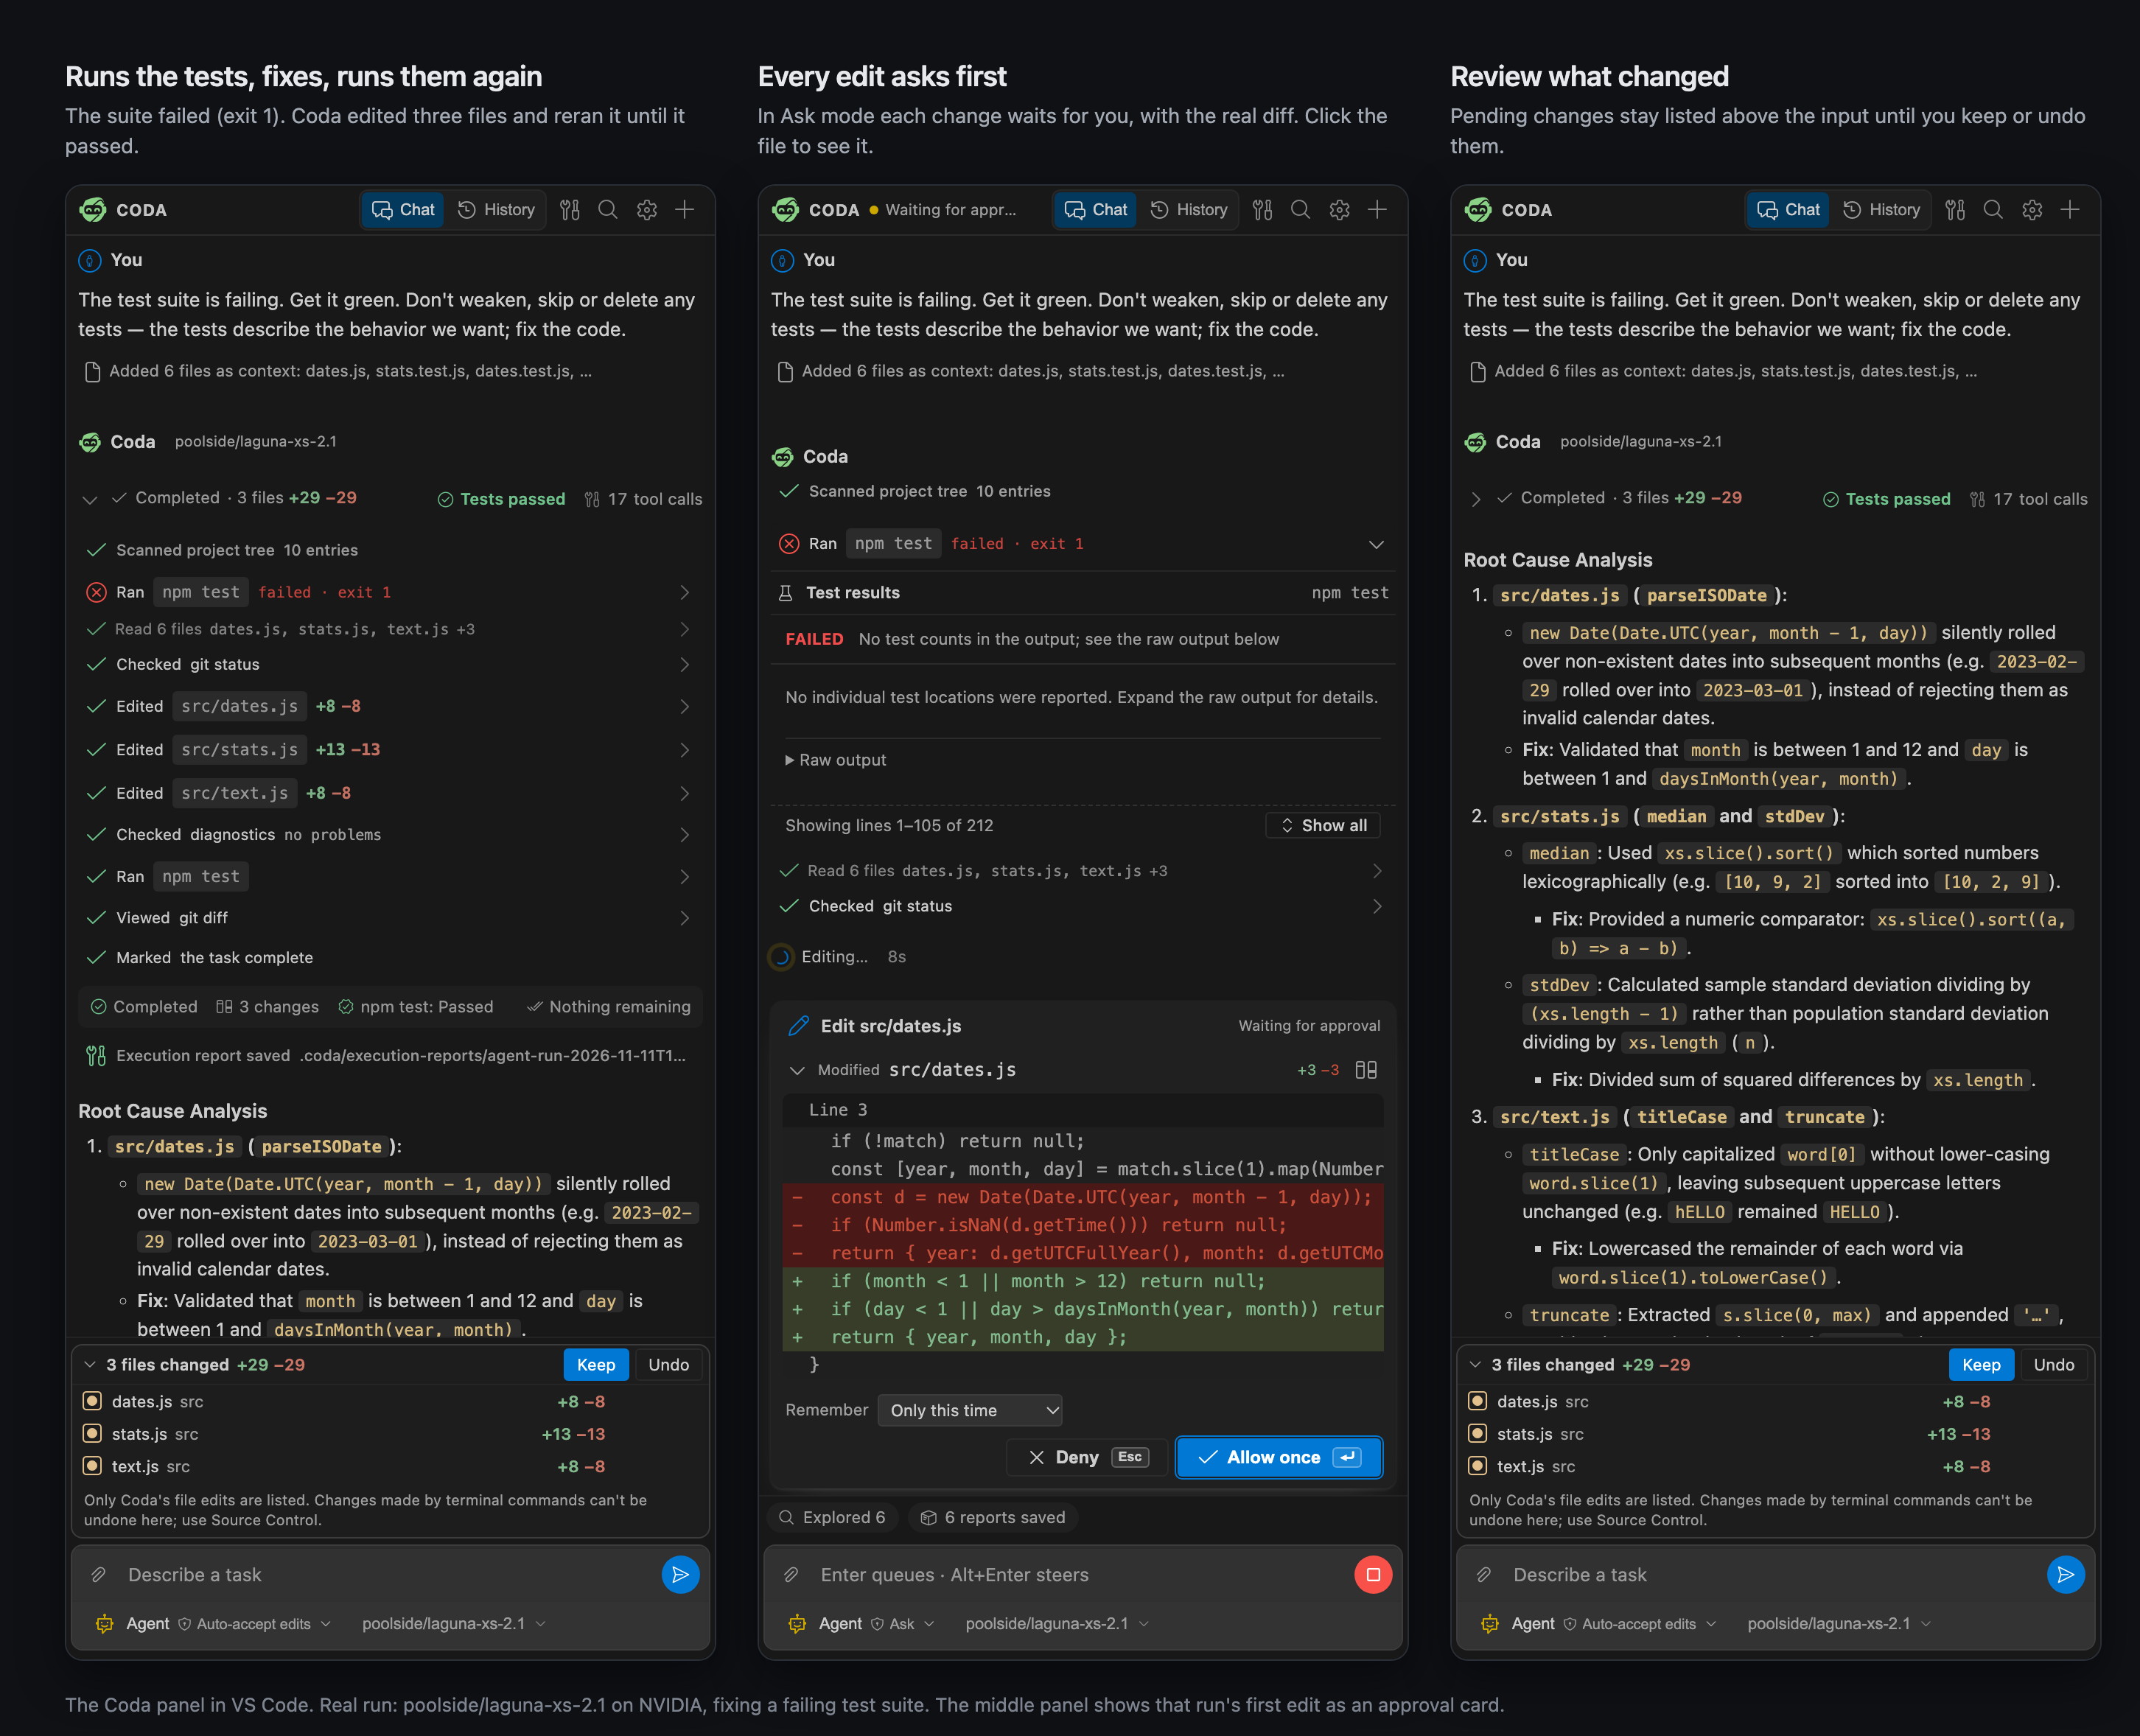 Runs the tests, fixes, runs them again
The suite failed (exit 1). Coda edited three files and reran it until it
passed.
CODA
Chat
History
You
The test suite is failing. Get it green. Don't weaken, skip or delete any
tests — the tests describe the behavior we want; fix the code.
Added 6 files as context: dates.js, stats.test.js, dates.test.js, ...
Coda poolside/laguna-xs-2.1
Completed · 3 files +29 −29 Tests passed 17 tool calls
Scanned project tree 10 entries
Ran npm test failed · exit 1
Read 6 files dates.js, stats.js, text.js +3
Checked git status
Edited src/dates.js +8 −8
Edited src/stats.js +13 −13
Edited src/text.js +8 −8
Checked diagnostics no problems
Ran npm test
Viewed git diff
Marked the task complete
Completed 3 changes npm test: Passed Nothing remaining
Execution report saved .coda/execution-reports/agent-run-2026-11-11T1...
Root Cause Analysis
1. src/dates.js ( parseISODate ):
new Date(Date.UTC(year, month − 1, day)) silently rolled
over non-existent dates into subsequent months (e.g. 2023-02-
29 rolled over into 2023-03-01 ), instead of rejecting them as
invalid calendar dates.
Fix: Validated that month is between 1 and 12 and day is
between 1 and daysInMonth(year, month) .
3 files changed +29 −29 Keep Undo
dates.js src +8 −8
stats.js src +13 −13
text.js src +8 −8
Only Coda's file edits are listed. Changes made by terminal commands can't be
undone here; use Source Control.
Describe a task
Agent Auto-accept edits poolside/laguna-xs-2.1
Every edit asks first
In Ask mode each change waits for you, with the real diff. Click the
file to see it.
CODA Waiting for appr...
Chat
History
You
The test suite is failing. Get it green. Don't weaken, skip or delete any
tests — the tests describe the behavior we want; fix the code.
Added 6 files as context: dates.js, stats.test.js, dates.test.js, ...
Coda
Scanned project tree 10 entries
Ran npm test failed · exit 1
Test results npm test
FAILED No test counts in the output; see the raw output below
No individual test locations were reported. Expand the raw output for details.
Raw output
Showing lines 1–105 of 212 Show all
Read 6 files dates.js, stats.js, text.js +3
Checked git status
Editing... 8s
Edit src/dates.js Waiting for approval
Modified src/dates.js +3 −3
Line 3
if (!match) return null;
const [year, month, day] = match.slice(1).map(Number
− const d = new Date(Date.UTC(year, month − 1, day));
− if (Number.isNaN(d.getTime())) return null;
− return { year: d.getUTCFullYear(), month: d.getUTCMo
+ if (month < 1 || month > 12) return null;
+ if (day < 1 || day > daysInMonth(year, month)) retur
+ return { year, month, day };
}
Remember Only this time
Deny Esc Allow once
Explored 6 6 reports saved
Enter queues · Alt+Enter steers
Agent Ask poolside/laguna-xs-2.1
Review what changed
Pending changes stay listed above the input until you keep or undo
them.
CODA
Chat
History
You
The test suite is failing. Get it green. Don't weaken, skip or delete any
tests — the tests describe the behavior we want; fix the code.
Added 6 files as context: dates.js, stats.test.js, dates.test.js, ...
Coda poolside/laguna-xs-2.1
Completed · 3 files +29 −29 Tests passed 17 tool calls
Root Cause Analysis
1. src/dates.js ( parseISODate ):
new Date(Date.UTC(year, month − 1, day)) silently rolled
over non-existent dates into subsequent months (e.g. 2023-02-
29 rolled over into 2023-03-01 ), instead of rejecting them as
invalid calendar dates.
Fix: Validated that month is between 1 and 12 and day is
between 1 and daysInMonth(year, month) .
2. src/stats.js ( median and stdDev ):
median : Used xs.slice().sort() which sorted numbers
lexicographically (e.g. [10, 9, 2] sorted into [10, 2, 9] ).
Fix: Provided a numeric comparator: xs.slice().sort((a,
b) => a − b) .
stdDev : Calculated sample standard deviation dividing by
(xs.length − 1) rather than population standard deviation
dividing by xs.length ( n ).
Fix: Divided sum of squared differences by xs.length .
3. src/text.js ( titleCase and truncate ):
titleCase : Only capitalized word[0] without lower-casing
word.slice(1) , leaving subsequent uppercase letters
unchanged (e.g. hELLO remained HELLO ).
Fix: Lowercased the remainder of each word via
word.slice(1).toLowerCase() .
truncate : Extracted s.slice(0, max) and appended '…' ,
3 files changed +29 −29 Keep Undo
dates.js src +8 −8
stats.js src +13 −13
text.js src +8 −8
Only Coda's file edits are listed. Changes made by terminal commands can't be
undone here; use Source Control.
Describe a task
Agent Auto-accept edits poolside/laguna-xs-2.1
The Coda panel in VS Code. Real run: poolside/laguna-xs-2.1 on NVIDIA, fixing a failing test suite. The middle panel shows that run's first edit as an approval card.